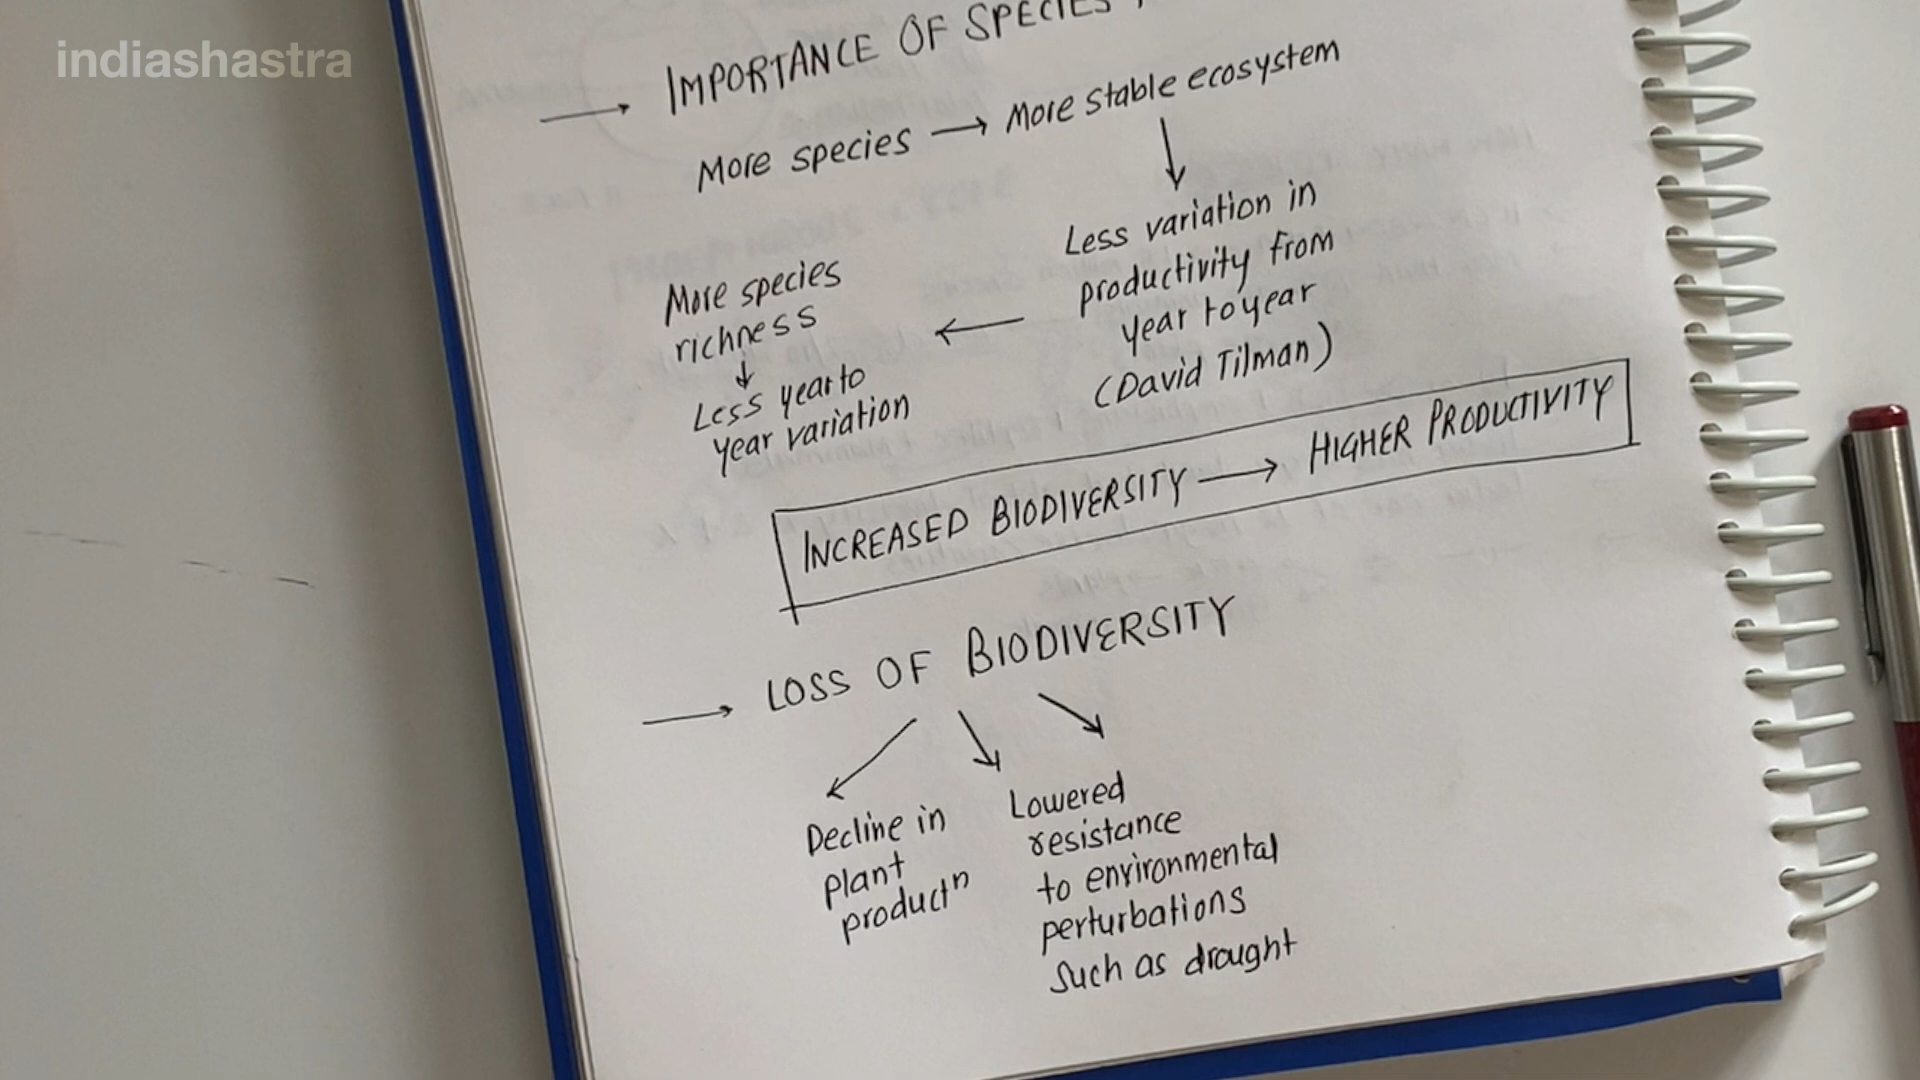 indiashastra
→ IMPORTANCE OF SPECIES
More species → More stable ecosystem
↓
Less variation in
productivity from
year to year
(David Tilman)
←
More species
richness
↓
Less year to
year variation
INCREASED BIODIVERSITY → HIGHER PRODUCTIVITY
→ LOSS OF BIODIVERSITY
Decline in
plant
productⁿ
Lowered
resistance
to environmental
perturbations
such as drought